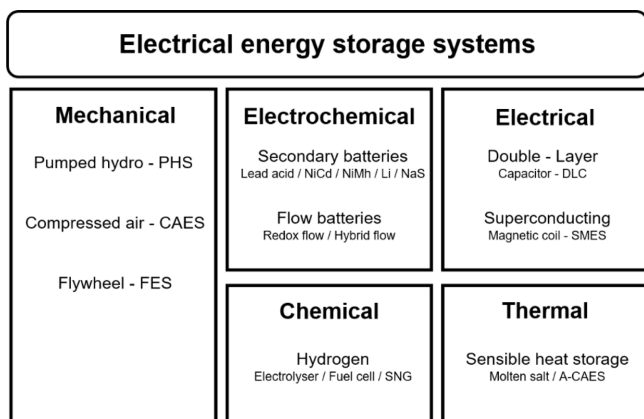 Electrical energy storage systems
Mechanical
Pumped hydro - PHS
Compressed air - CAES
Flywheel - FES
Electrochemical
Secondary batteries
Lead acid / NiCd / NiMh / Li / NaS
Flow batteries
Redox flow / Hybrid flow
Electrical
Double - Layer
Capacitor - DLC
Superconducting
Magnetic coil - SMES
Chemical
Hydrogen
Electrolyser / Fuel cell / SNG
Thermal
Sensible heat storage
Molten salt / A-CAES